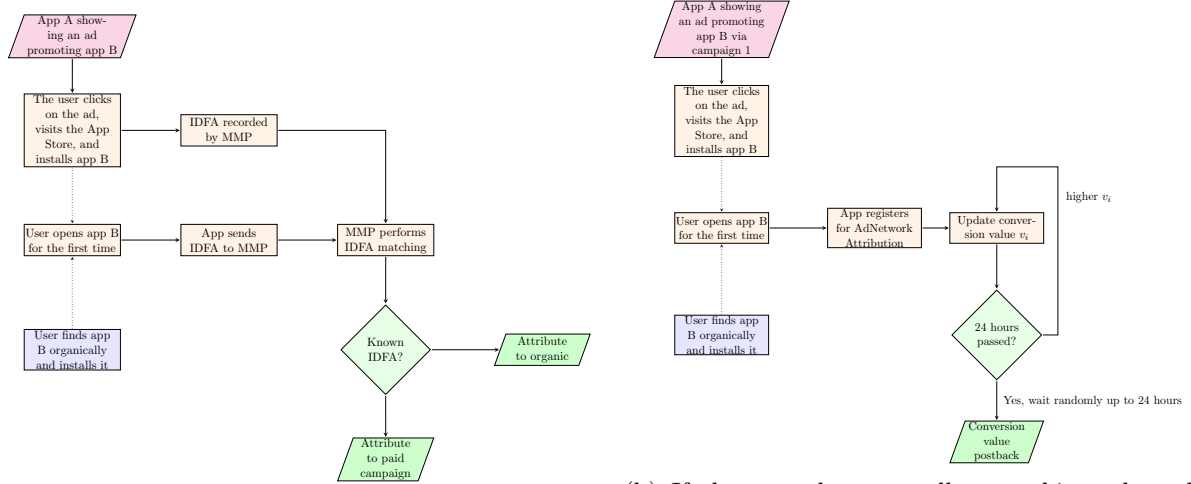 App A show-
ing an ad
promoting app B
The user clicks
on the ad,
visits the App
Store, and
installs app B
IDFA recorded
by MMP
User opens app B
for the first time
App sends
IDFA to MMP
MMP performs
IDFA matching
User finds app
B organically
and installs it
Known
IDFA?
Attribute
to organic
Attribute
to paid
campaign
App A showing
an ad promoting
app B via
campaign 1
The user clicks
on the ad,
visits the App
Store, and
installs app B
User opens app B
for the first time
App registers
for AdNetwork
Attribution
Update conver-
sion value vᵢ
higher vᵢ
User finds app
B organically
and installs it
24 hours
passed?
Yes, wait randomly up to 24 hours
Conversion
value
postback